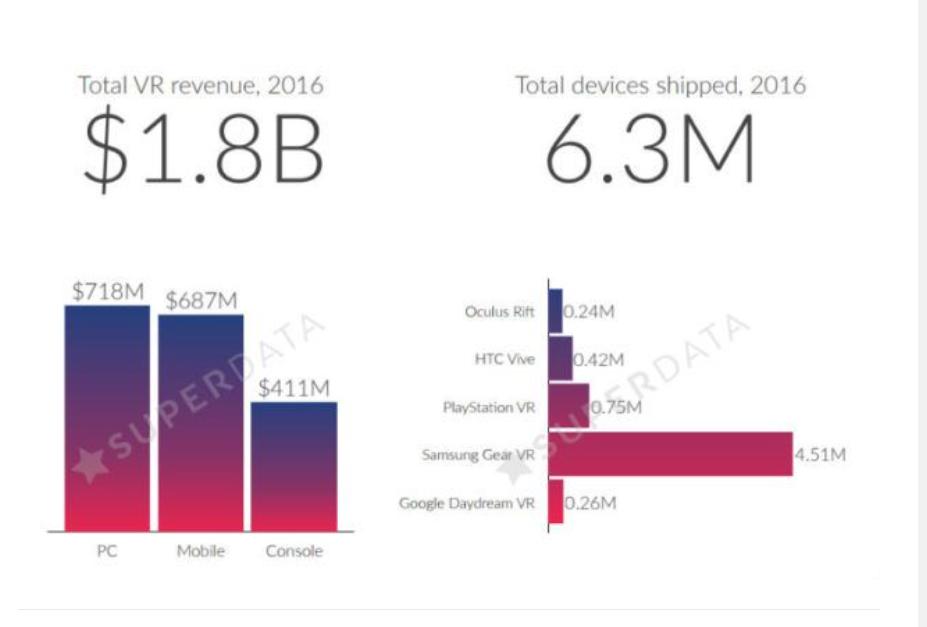 Total VR revenue, 2016
$1.8B
Total devices shipped, 2016
6.3M
$718M
$687M
$411M
PC
Mobile
Console
SUPERDATA
Oculus Rift
0.24M
HTC Vive
0.42M
PlayStation VR
0.75M
Samsung Gear VR
4.51M
Google Daydream VR
0.26M
SUPERDATA